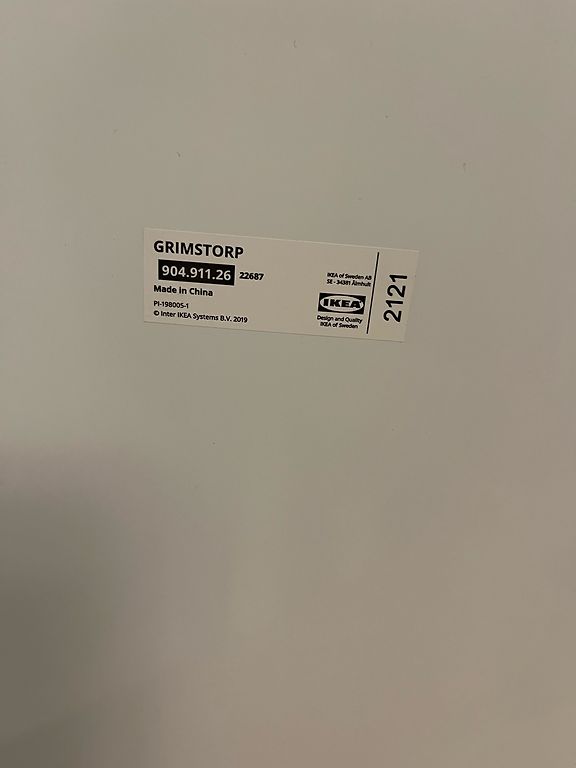 GRIMSTORP
904.911.26 22687
Made in China
PI-198005-1
© Inter IKEA Systems B.V. 2019
IKEA of Sweden AB
SE - 34381 Älmhult
IKEA
Design and Quality
IKEA of Sweden
2121